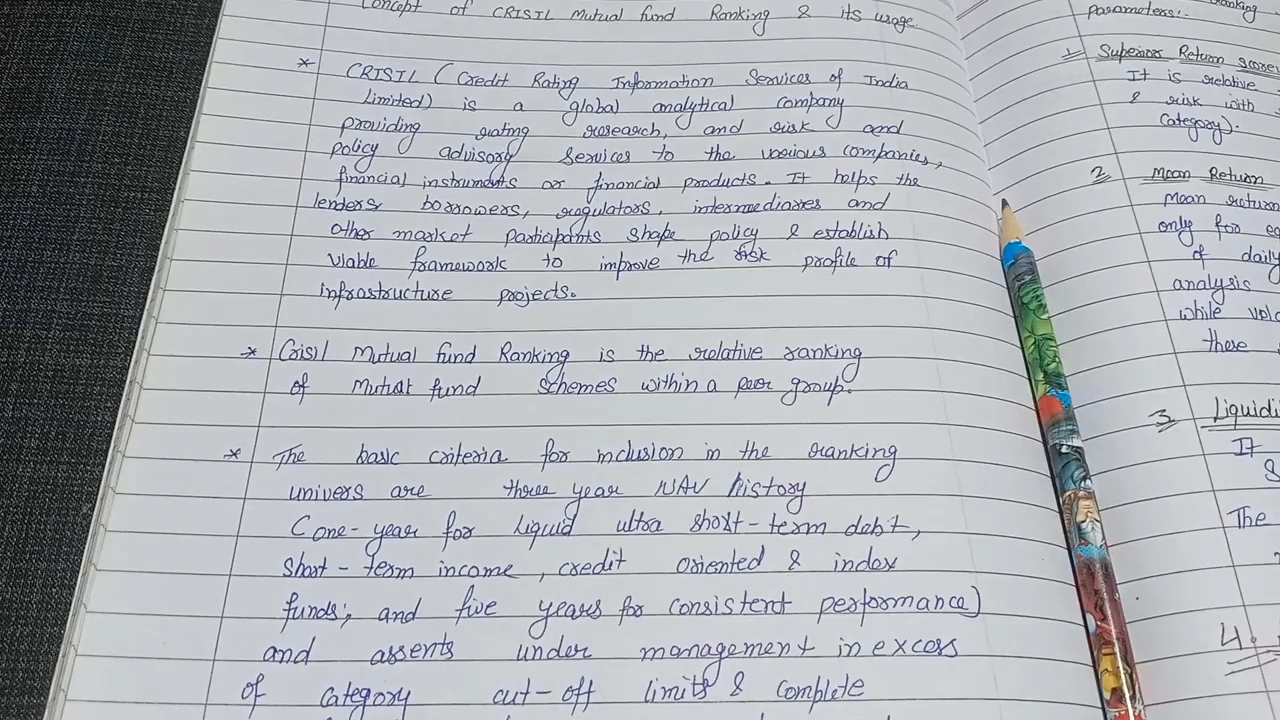 Concept of CRISIL Mutual fund Ranking & its usage
* CRISIL (Credit Rating Information Services of India
Limited) is a global analytical company
providing rating research, and risk and
policy advisory services to the various companies,
financial instruments or financial products. It helps the
lenders, borrowers, regulators, intermediaries and
other market participants shape policy & establish
viable framework to improve the risk profile of
infrastructure projects.
* Crisil Mutual fund Ranking is the relative ranking
of Mutual fund schemes within a peer group.
* The basic criteria for inclusion in the ranking
univers are three year NAV history
Cone-year for liquid ultra short-term debt,
short-term income, credit oriented & index
funds; and five years for consistent performance)
and assents under management in excess
of category cut-off limits & complete
parameters:-
1 Superior Return score
It is relative
& risk with
Category).
2 Mean Return
Mean return
only for eq
of daily
analysis
while vol
these
3 Liquidi
It
The
4.